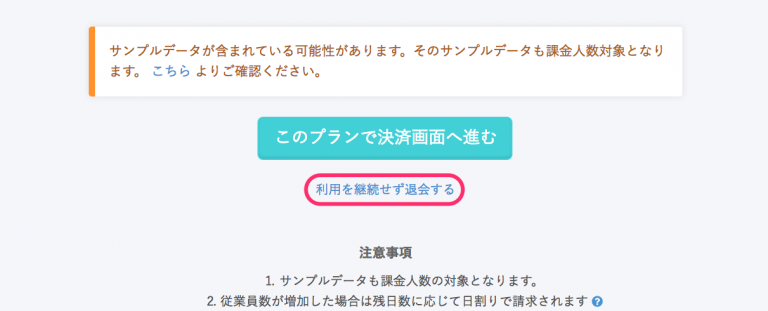 サンプルデータが含まれている可能性があります。そのサンプルデータも課金人数対象となり
ます。 こちら よりご確認ください。
このプランで決済画面へ進む
利用を継続せず退会する
注意事項
1. サンプルデータも課金人数の対象となります。
2. 従業員数が増加した場合は残日数に応じて日割りで請求されます ?